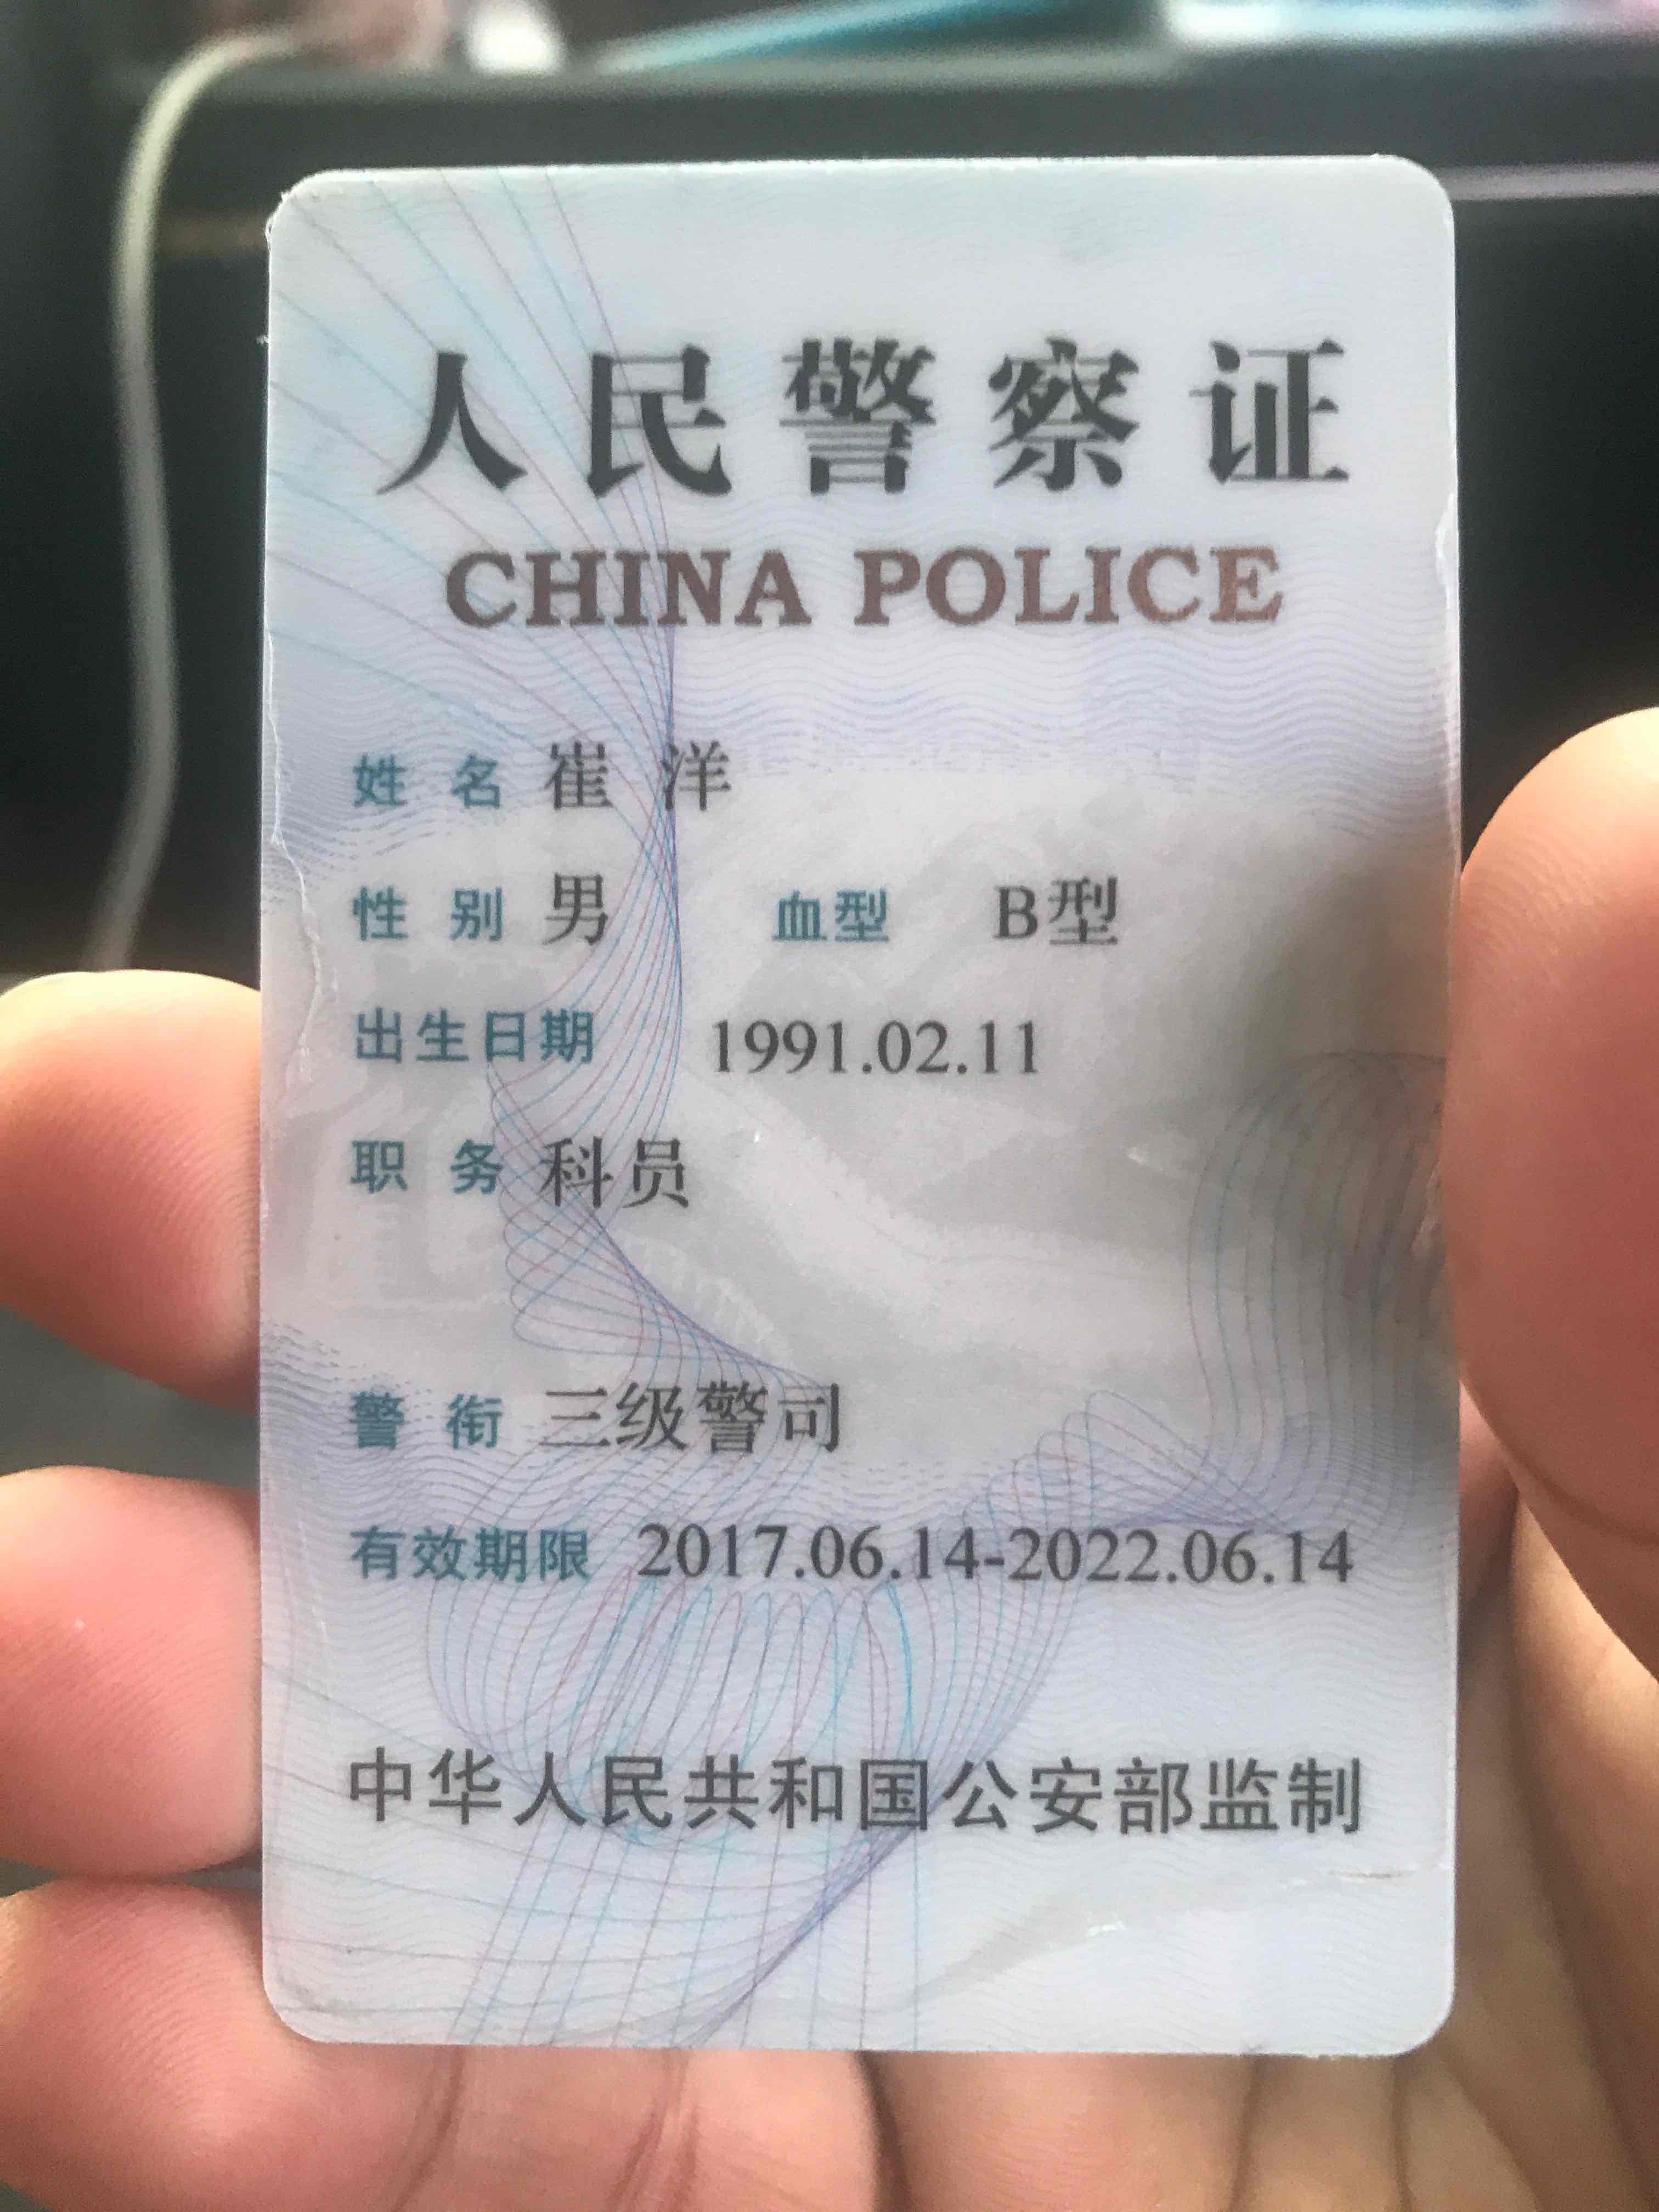 人民警察证
CHINA POLICE
姓名 崔洋
性别 男 血型 B型
出生日期 1991.02.11
职务 科员
警衔 三级警司
有效期限 2017.06.14-2022.06.14
中华人民共和国公安部监制